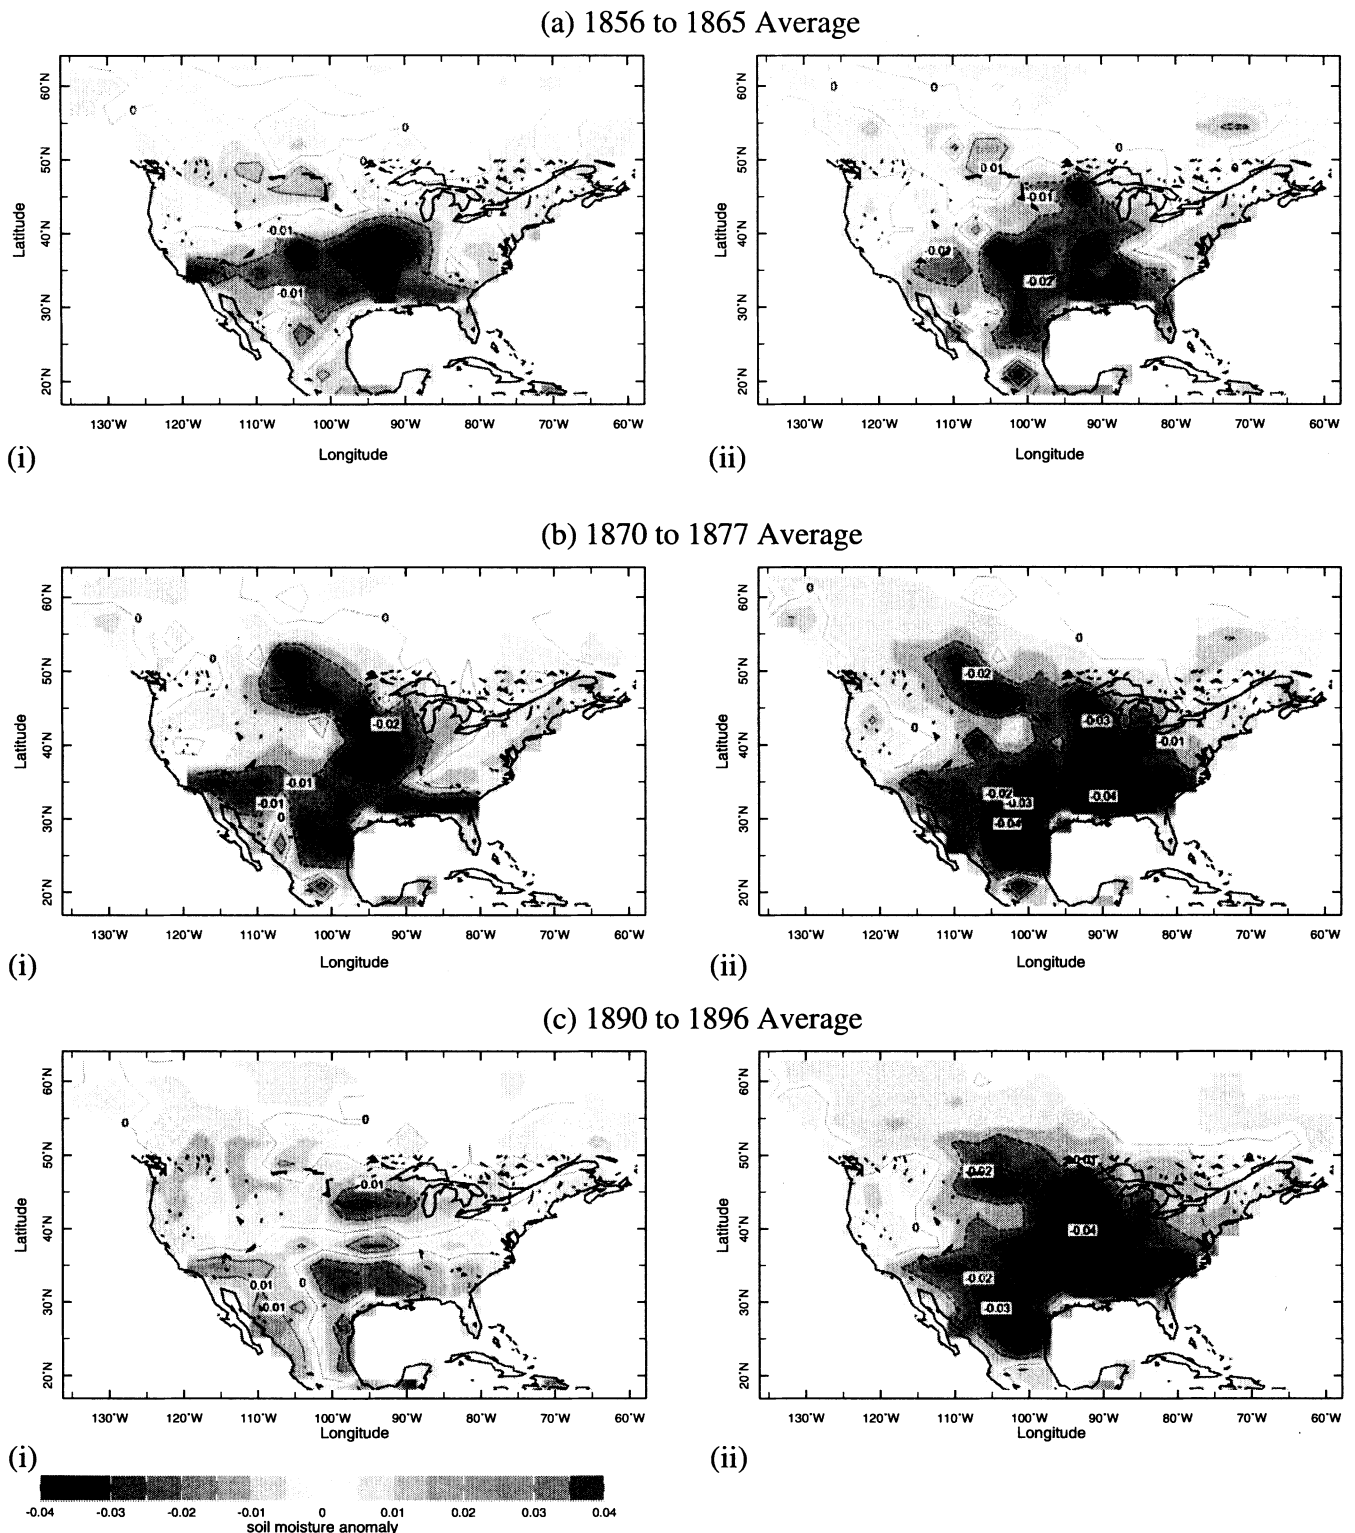 (a) 1856 to 1865 Average
60˚N
50˚N
40˚N
30˚N
20˚N
Latitude
0
0
0
-0.01
-0.01
130˚W 120˚W 110˚W 100˚W 90˚W 80˚W 70˚W 60˚W
Longitude
(i)
60˚N
50˚N
40˚N
30˚N
20˚N
Latitude
0
0
0
0
0.01
-0.01
-0.01
-0.02
130˚W 120˚W 110˚W 100˚W 90˚W 80˚W 70˚W 60˚W
Longitude
(ii)
(b) 1870 to 1877 Average
60˚N
50˚N
40˚N
30˚N
20˚N
Latitude
0
0
0
-0.02
-0.01
-0.01
0
130˚W 120˚W 110˚W 100˚W 90˚W 80˚W 70˚W 60˚W
Longitude
(i)
60˚N
50˚N
40˚N
30˚N
20˚N
Latitude
0
0
-0.02
-0.03
0
-0.01
-0.02
-0.03
-0.04
-0.04
130˚W 120˚W 110˚W 100˚W 90˚W 80˚W 70˚W 60˚W
Longitude
(ii)
(c) 1890 to 1896 Average
60˚N
50˚N
40˚N
30˚N
20˚N
Latitude
0
0
-0.01
0.01
0
-0.01
130˚W 120˚W 110˚W 100˚W 90˚W 80˚W 70˚W 60˚W
Longitude
(i)
60˚N
50˚N
40˚N
30˚N
20˚N
Latitude
-0.02
0
-0.04
-0.02
-0.03
130˚W 120˚W 110˚W 100˚W 90˚W 80˚W 70˚W 60˚W
Longitude
(ii)
-0.04 -0.03 -0.02 -0.01 0 0.01 0.02 0.03 0.04
soil moisture anomaly